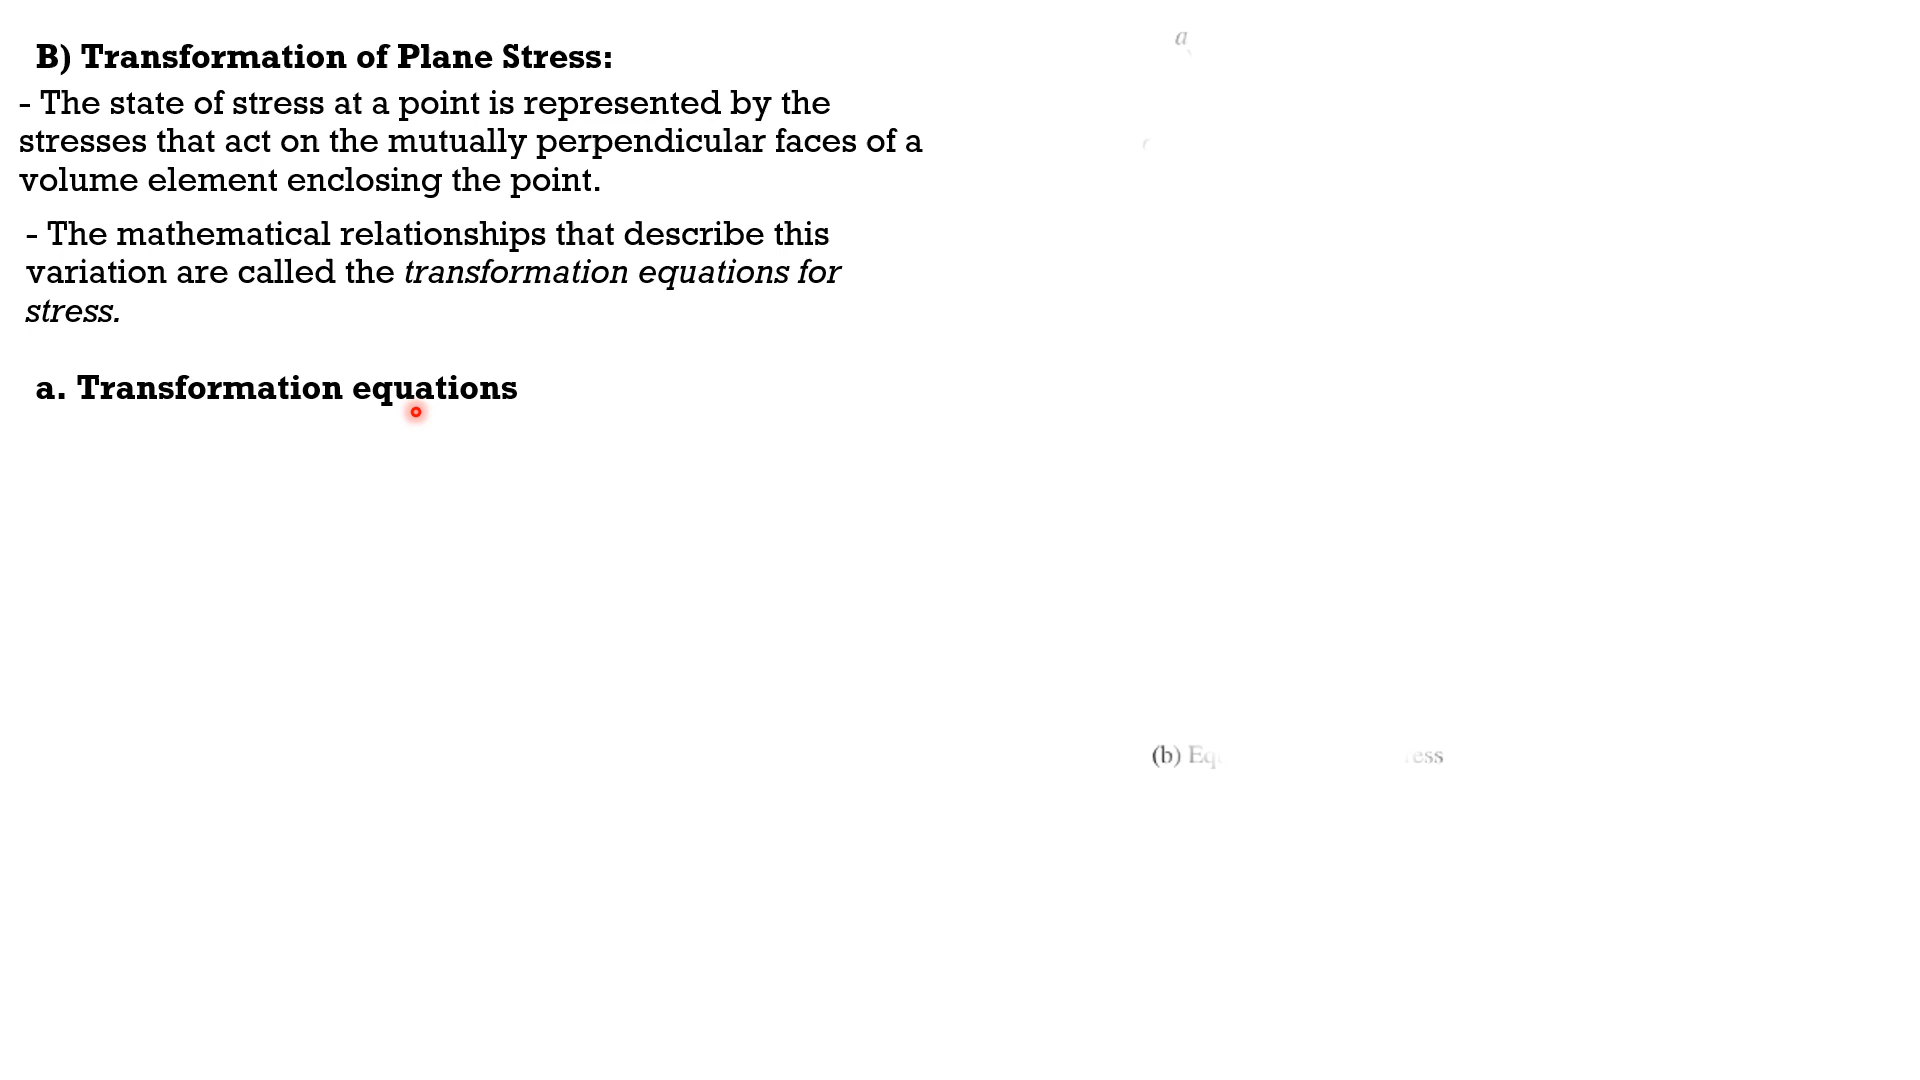 B) Transformation of Plane Stress:
- The state of stress at a point is represented by the
stresses that act on the mutually perpendicular faces of a
volume element enclosing the point.
- The mathematical relationships that describe this
variation are called the transformation equations for
stress.
a. Transformation equations
a
(b)